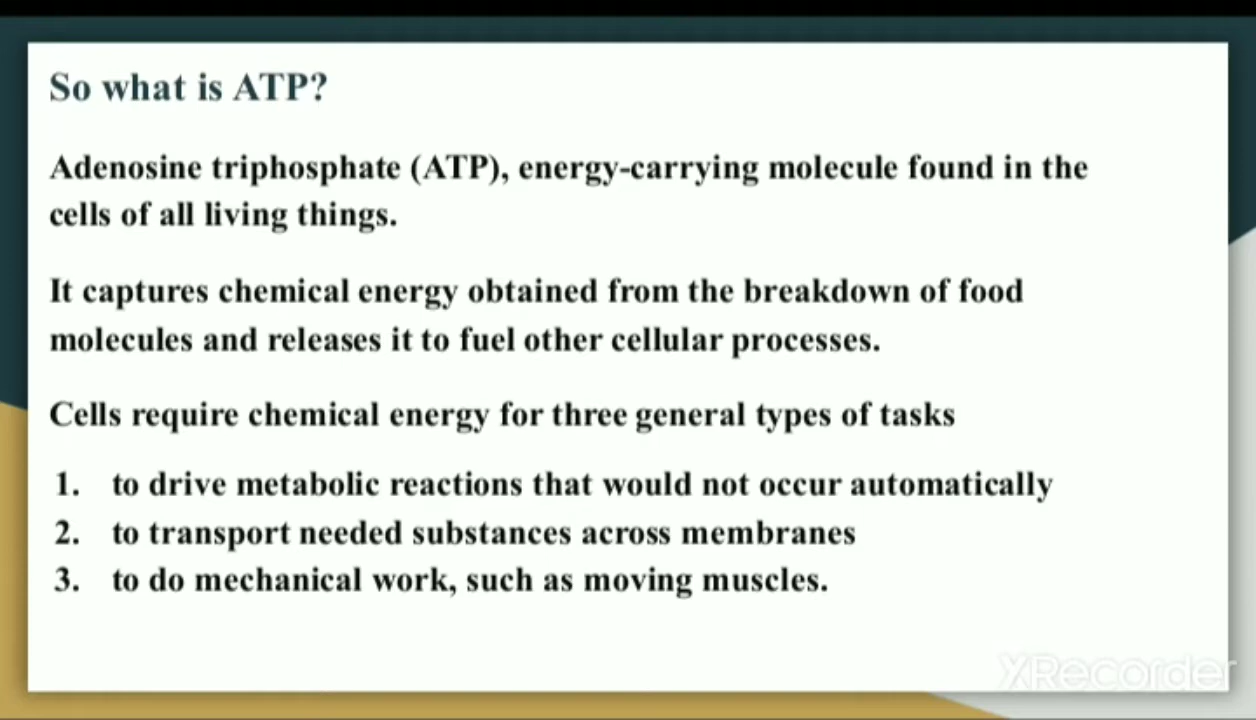 So what is ATP?
Adenosine triphosphate (ATP), energy-carrying molecule found in the
cells of all living things.
It captures chemical energy obtained from the breakdown of food
molecules and releases it to fuel other cellular processes.
Cells require chemical energy for three general types of tasks
1. to drive metabolic reactions that would not occur automatically
2. to transport needed substances across membranes
3. to do mechanical work, such as moving muscles.
XRecorder